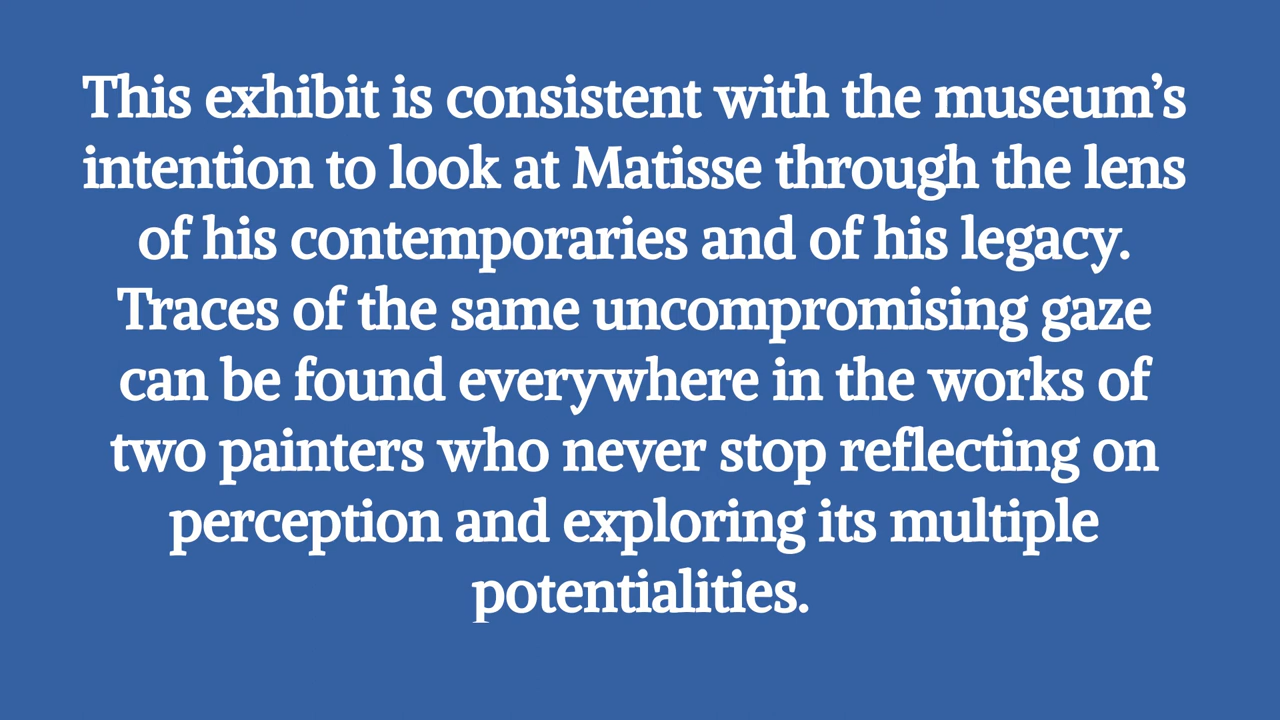 This exhibit is consistent with the museum’s
intention to look at Matisse through the lens
of his contemporaries and of his legacy.
Traces of the same uncompromising gaze
can be found everywhere in the works of
two painters who never stop reflecting on
perception and exploring its multiple
potentialities.